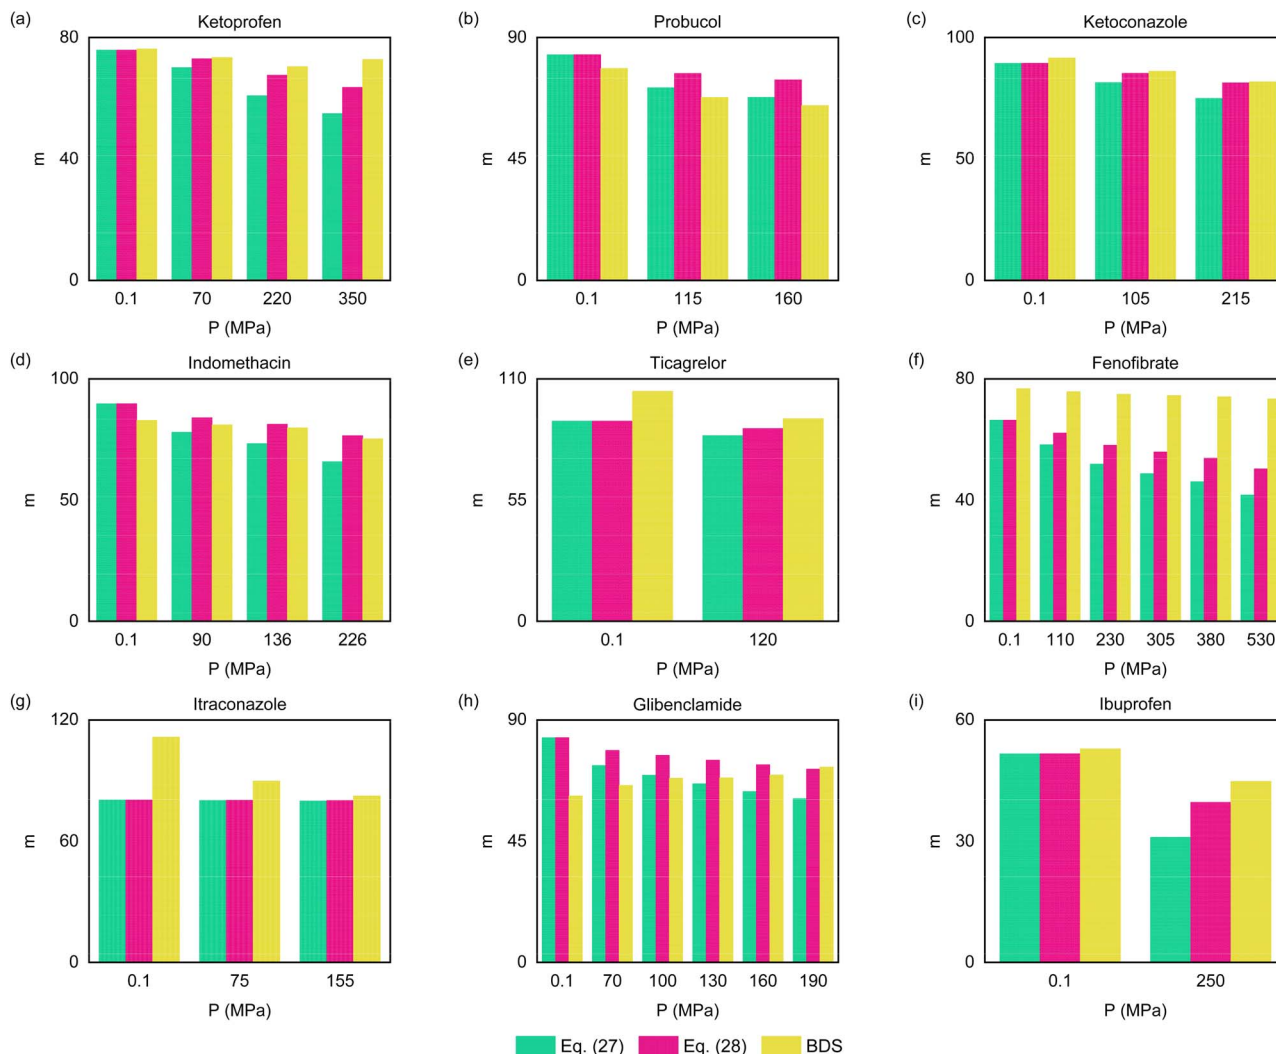 (a) Ketoprofen
80
40
0
m
0.1 70 220 350
P (MPa)
(b) Probucol
90
45
0
m
0.1 115 160
P (MPa)
(c) Ketoconazole
100
50
0
m
0.1 105 215
P (MPa)
(d) Indomethacin
100
50
0
m
0.1 90 136 226
P (MPa)
(e) Ticagrelor
110
55
0
m
0.1 120
P (MPa)
(f) Fenofibrate
80
40
0
m
0.1 110 230 305 380 530
P (MPa)
(g) Itraconazole
120
60
0
m
0.1 75 155
P (MPa)
(h) Glibenclamide
90
45
0
m
0.1 70 100 130 160 190
P (MPa)
(i) Ibuprofen
60
30
0
m
0.1 250
P (MPa)
Eq. (27) Eq. (28) BDS